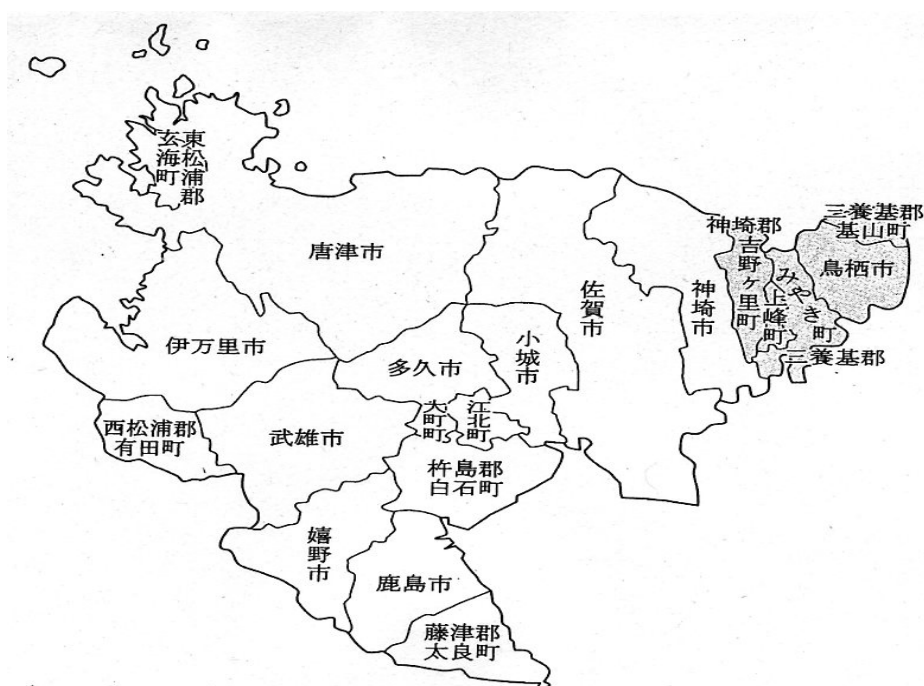 東松浦郡
玄海町
唐津市
伊万里市
西松浦郡
有田町
武雄市
多久市
大町町
江北町
小城市
佐賀市
神埼市
神埼郡
吉野ヶ里町
三養基郡
基山町
鳥栖市
みやき町
上峰町
三養基郡
杵島郡
白石町
嬉野市
鹿島市
藤津郡
太良町